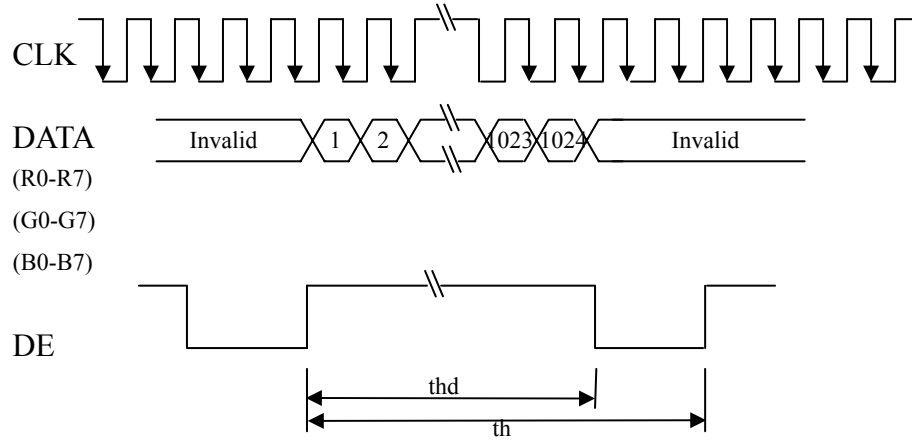 CLK
DATA Invalid 1 2 1023 1024 Invalid
(R0-R7)
(G0-G7)
(B0-B7)
DE
thd
th